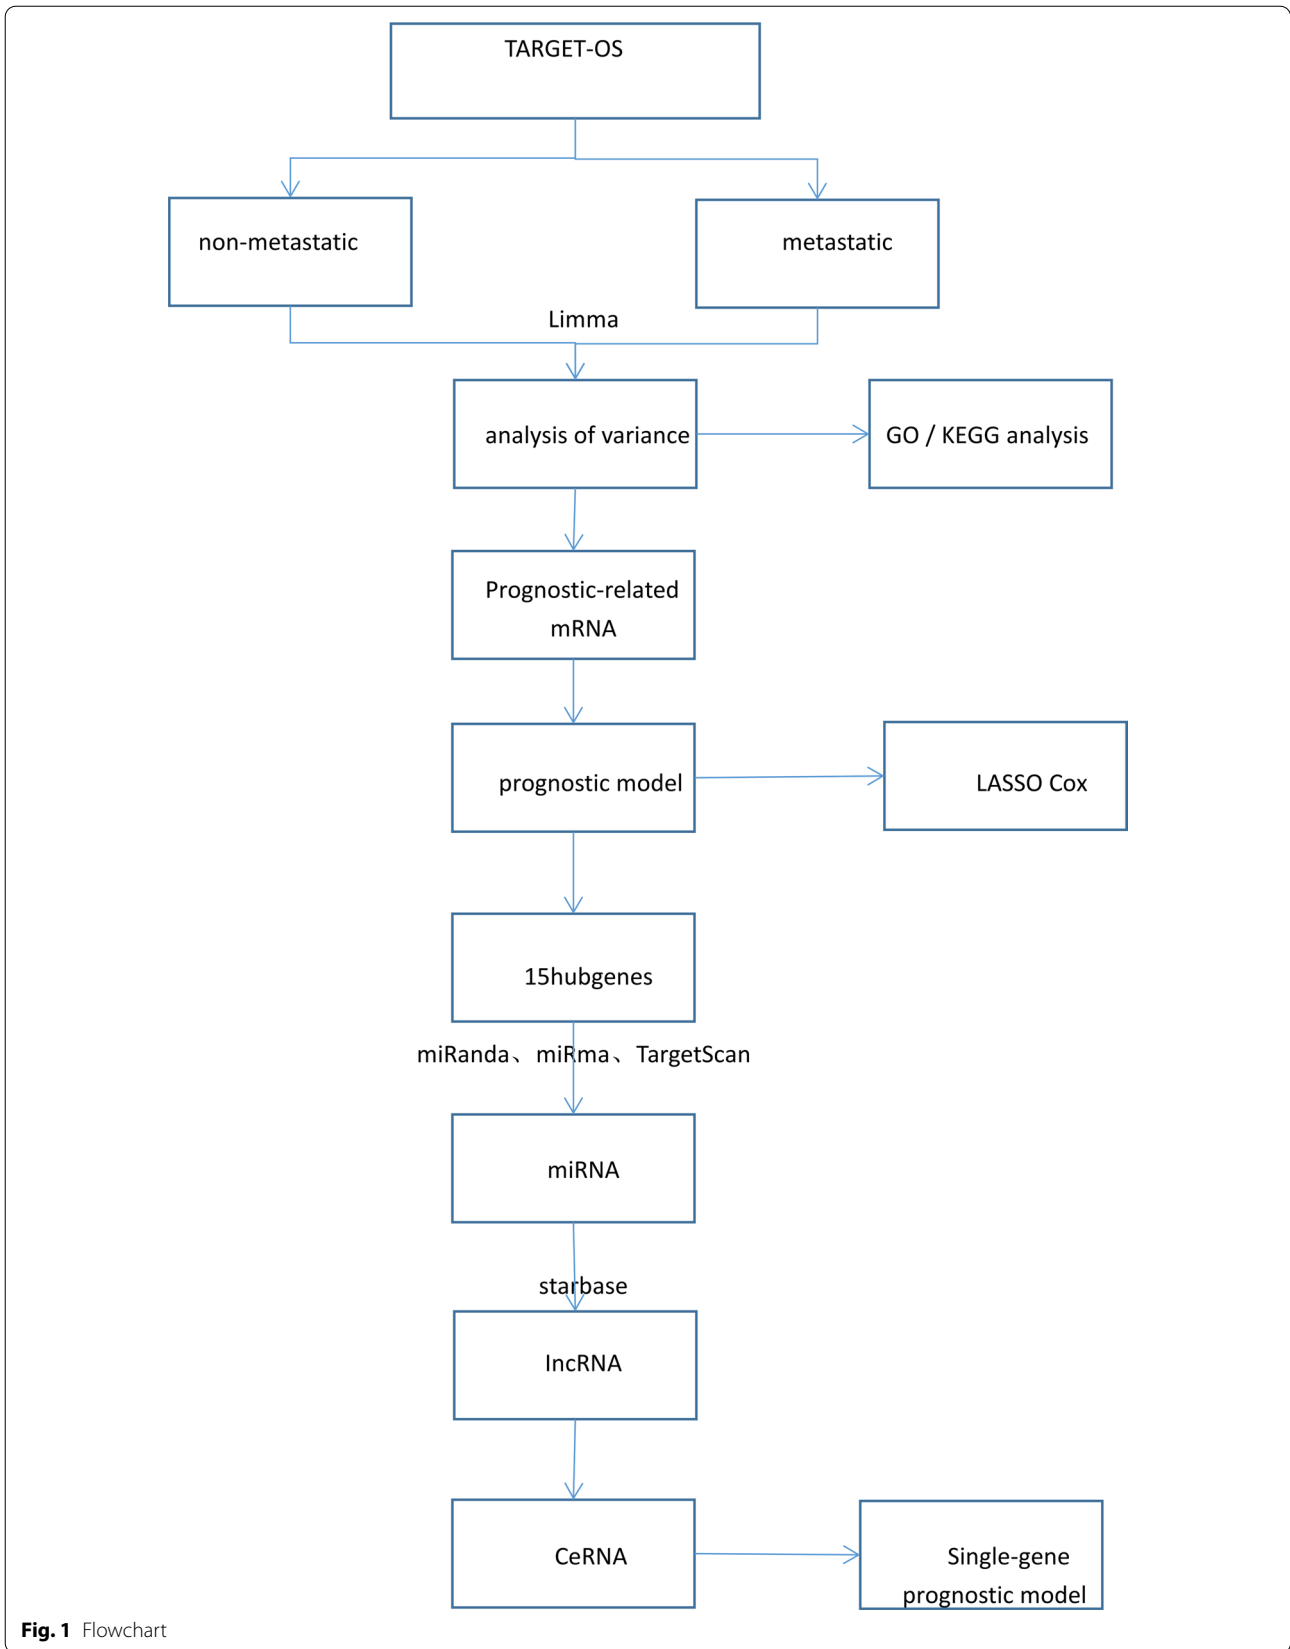 TARGET-OS
non-metastatic
metastatic
Limma
analysis of variance
GO / KEGG analysis
Prognostic-related
mRNA
prognostic model
LASSO Cox
15hubgenes
miRanda、miRma、TargetScan
miRNA
starbase
IncRNA
CeRNA
Single-gene
prognostic model
Fig. 1 Flowchart